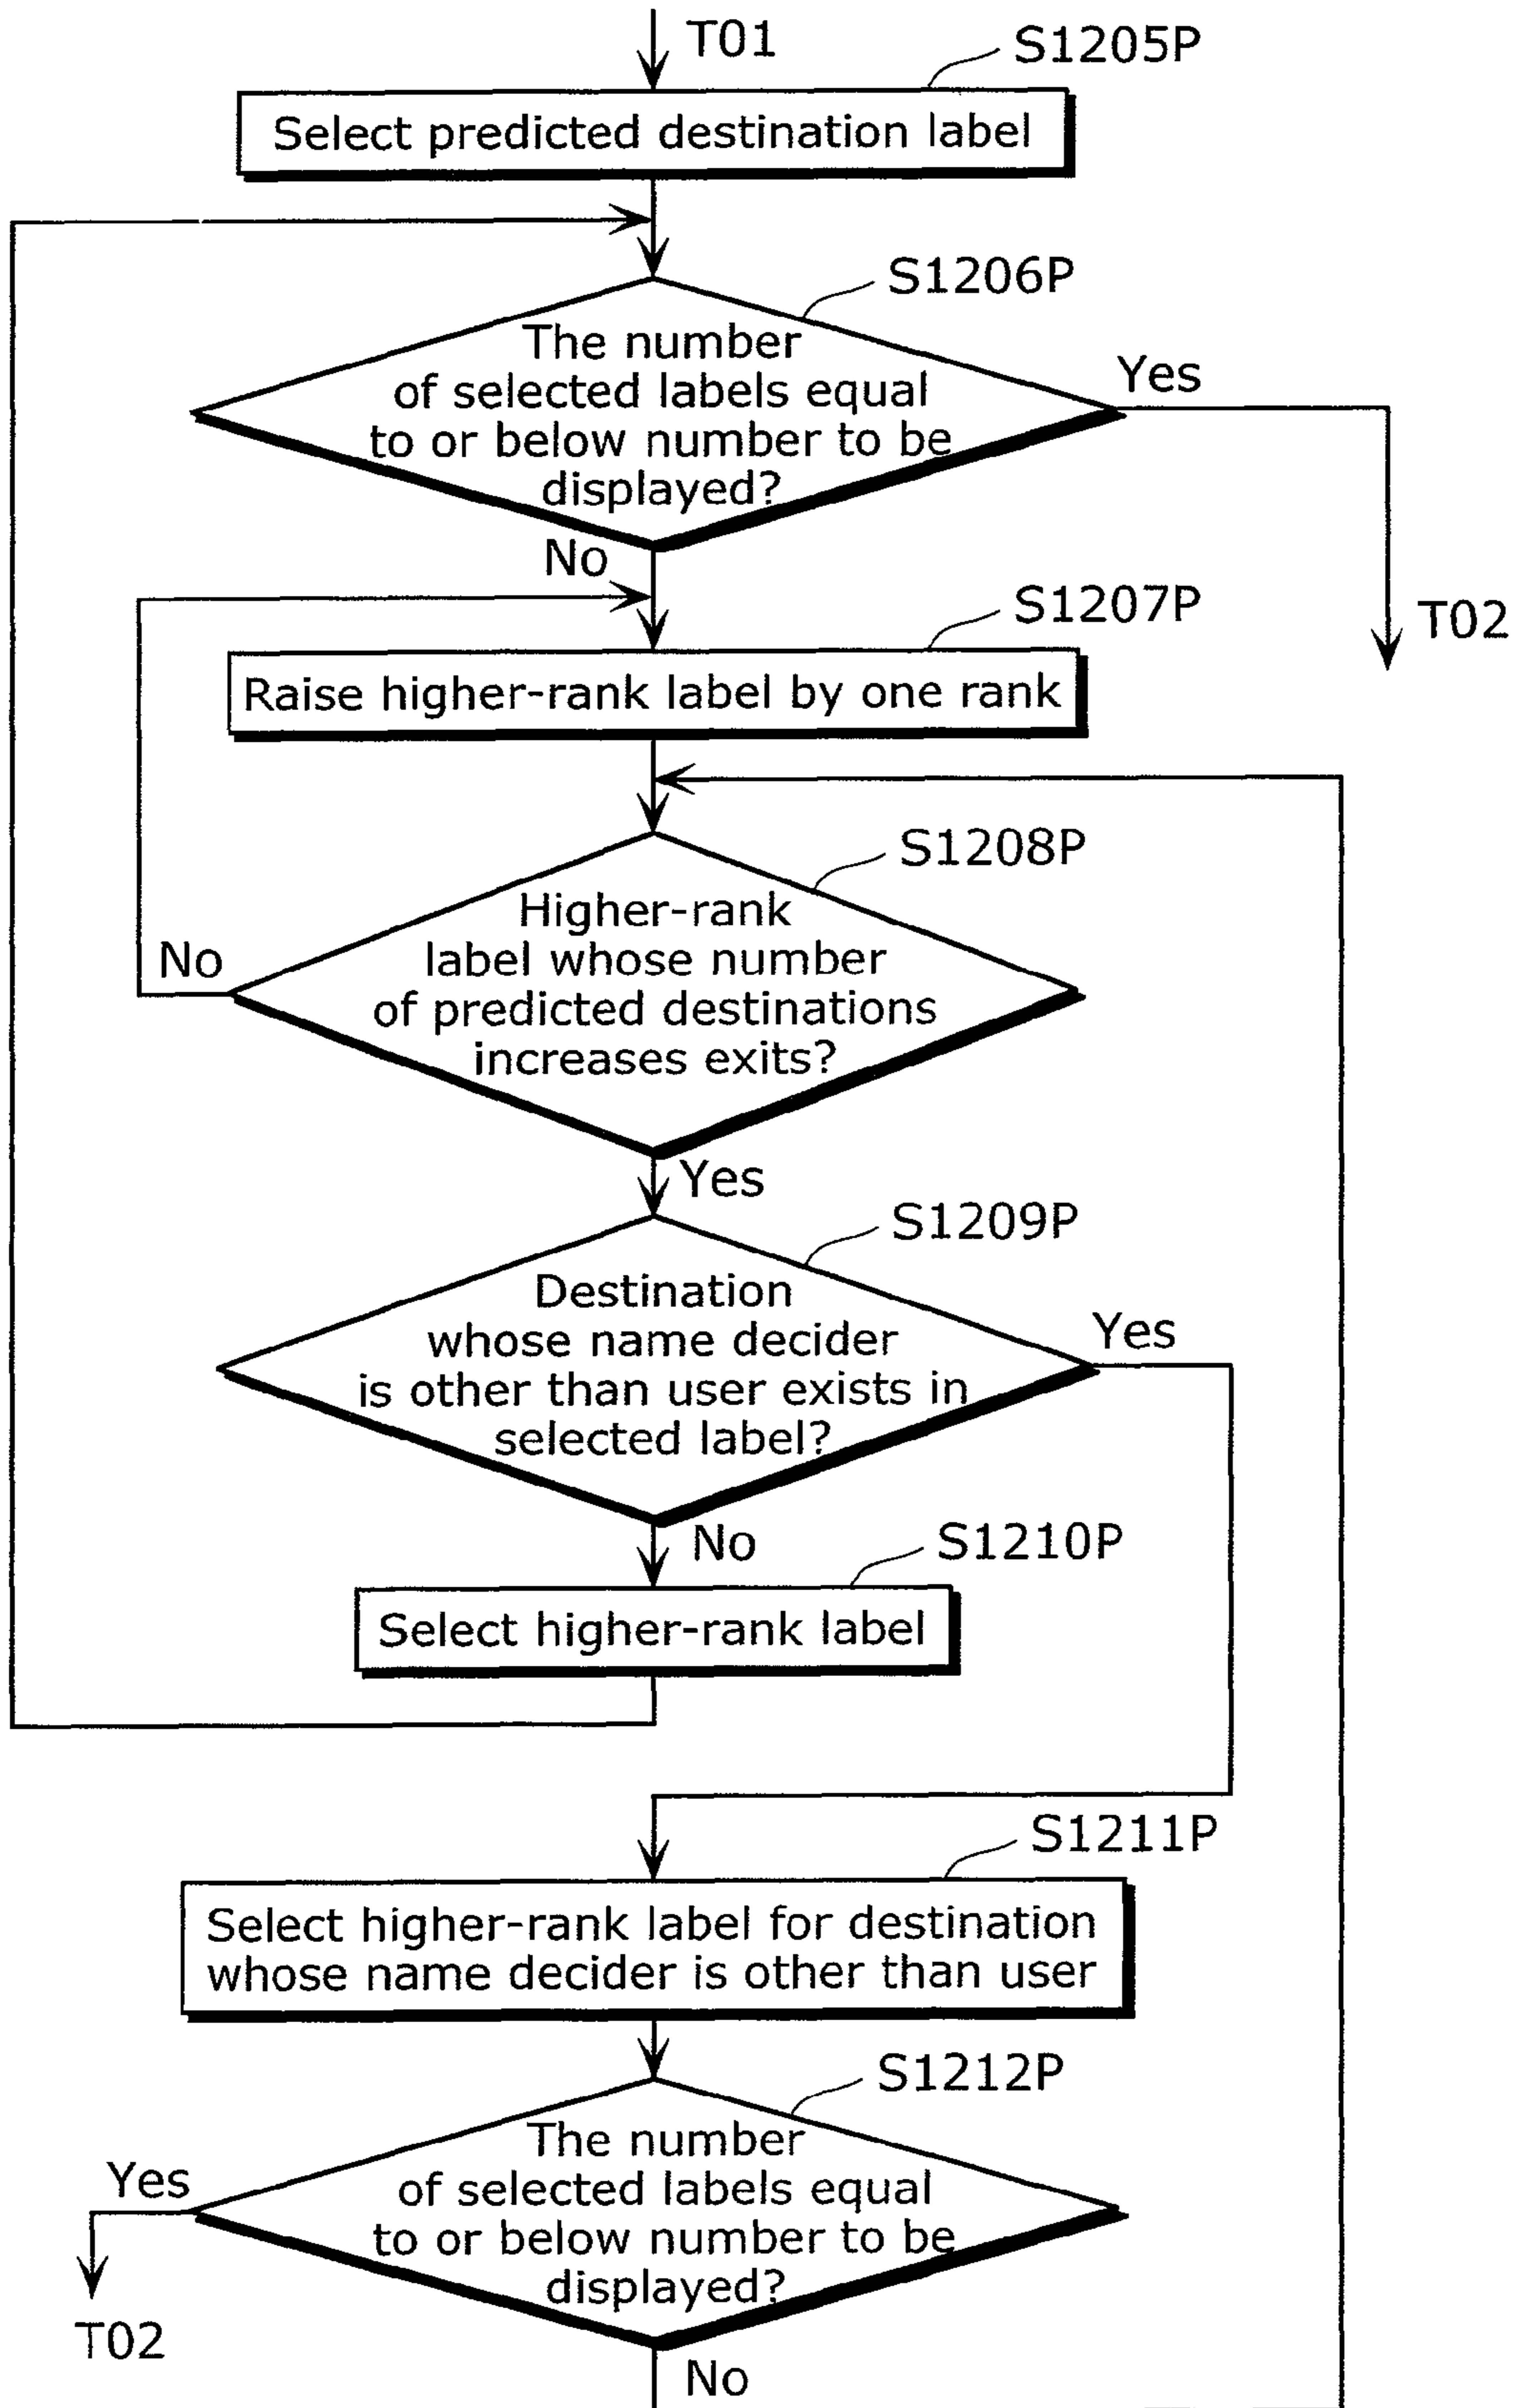 T01
S1205P
Select predicted destination label
S1206P
The number
of selected labels equal
to or below number to be
displayed?
Yes
No
T02
S1207P
Raise higher-rank label by one rank
S1208P
Higher-rank
label whose number
of predicted destinations
increases exits?
No
Yes
S1209P
Destination
whose name decider
is other than user exists in
selected label?
Yes
No
S1210P
Select higher-rank label
S1211P
Select higher-rank label for destination
whose name decider is other than user
S1212P
The number
of selected labels equal
to or below number to be
displayed?
Yes
T02
No